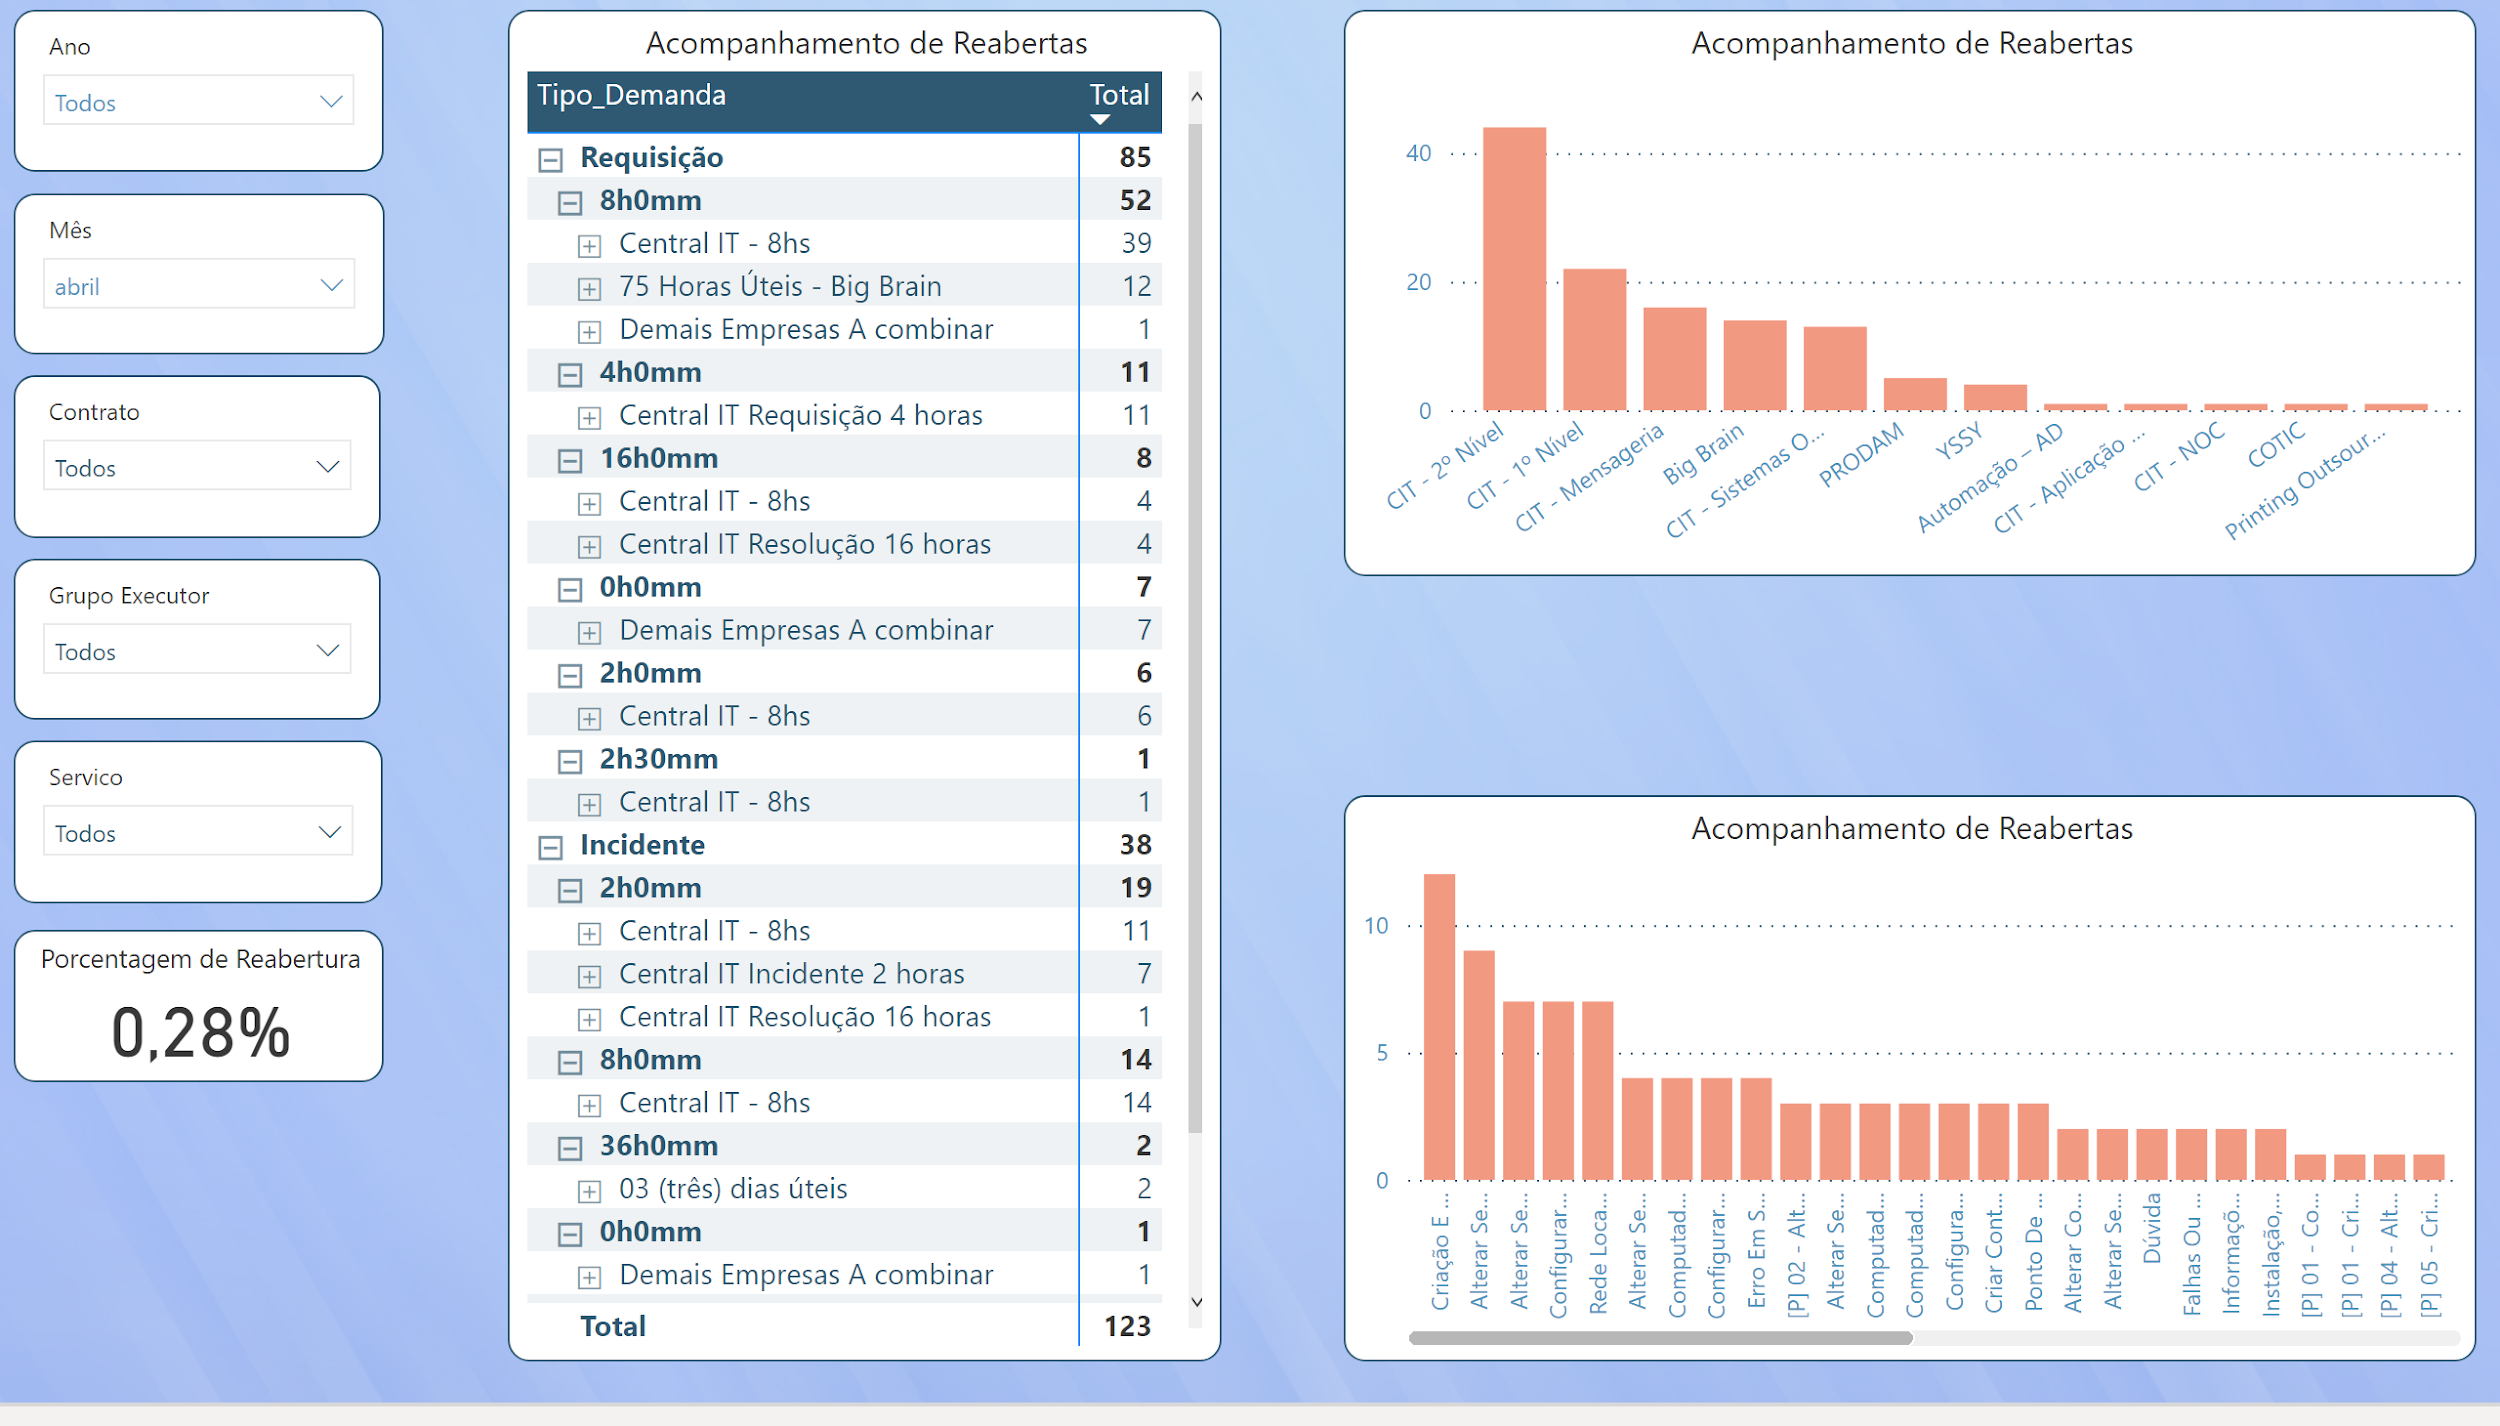 Ano
Todos
Mês
abril
Contrato
Todos
Grupo Executor
Todos
Servico
Todos
Porcentagem de Reabertura
0,28%
Acompanhamento de Reabertas
Tipo_Demanda Total
Requisição 85
8h0mm 52
Central IT - 8hs 39
75 Horas Úteis - Big Brain 12
Demais Empresas A combinar 1
4h0mm 11
Central IT Requisição 4 horas 11
16h0mm 8
Central IT - 8hs 4
Central IT Resolução 16 horas 4
0h0mm 7
Demais Empresas A combinar 7
2h0mm 6
Central IT - 8hs 6
2h30mm 1
Central IT - 8hs 1
Incidente 38
2h0mm 19
Central IT - 8hs 11
Central IT Incidente 2 horas 7
Central IT Resolução 16 horas 1
8h0mm 14
Central IT - 8hs 14
36h0mm 2
03 (três) dias úteis 2
0h0mm 1
Demais Empresas A combinar 1
Total 123
Acompanhamento de Reabertas
40
20
0
CIT - 2º Nível
CIT - 1º Nível
CIT - Mensageria
Big Brain
CIT - Sistemas O...
PRODAM
YSSY
Automação – AD
CIT - Aplicação ...
CIT - NOC
COTIC
Printing Outsour...
Acompanhamento de Reabertas
10
5
0
Criação E ...
Alterar Se...
Alterar Se...
Configurar...
Rede Loca...
Alterar Se...
Computad...
Configurar...
Erro Em S...
[P] 02 - Alt...
Alterar Se...
Computad...
Computad...
Configura...
Criar Cont...
Ponto De ...
Alterar Co...
Alterar Se...
Dúvida
Falhas Ou ...
Informaçõ...
Instalação,...
[P] 01 - Co...
[P] 01 - Cri...
[P] 04 - Alt...
[P] 05 - Cri...